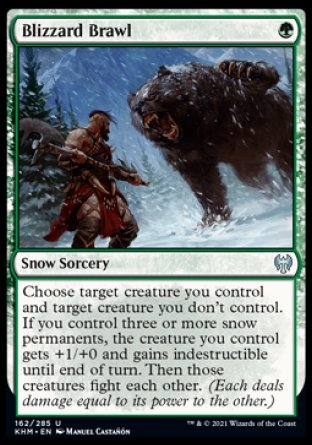 Blizzard Brawl
Snow Sorcery
Choose target creature you control
and target creature you don't control.
If you control three or more snow
permanents, the creature you control
gets +1/+0 and gains indestructible
until end of turn. Then those
creatures fight each other. (Each deals
damage equal to its power to the other.)
162/285 U
KHM • EN Manuel Castañón
™ & © 2021 Wizards of the Coast